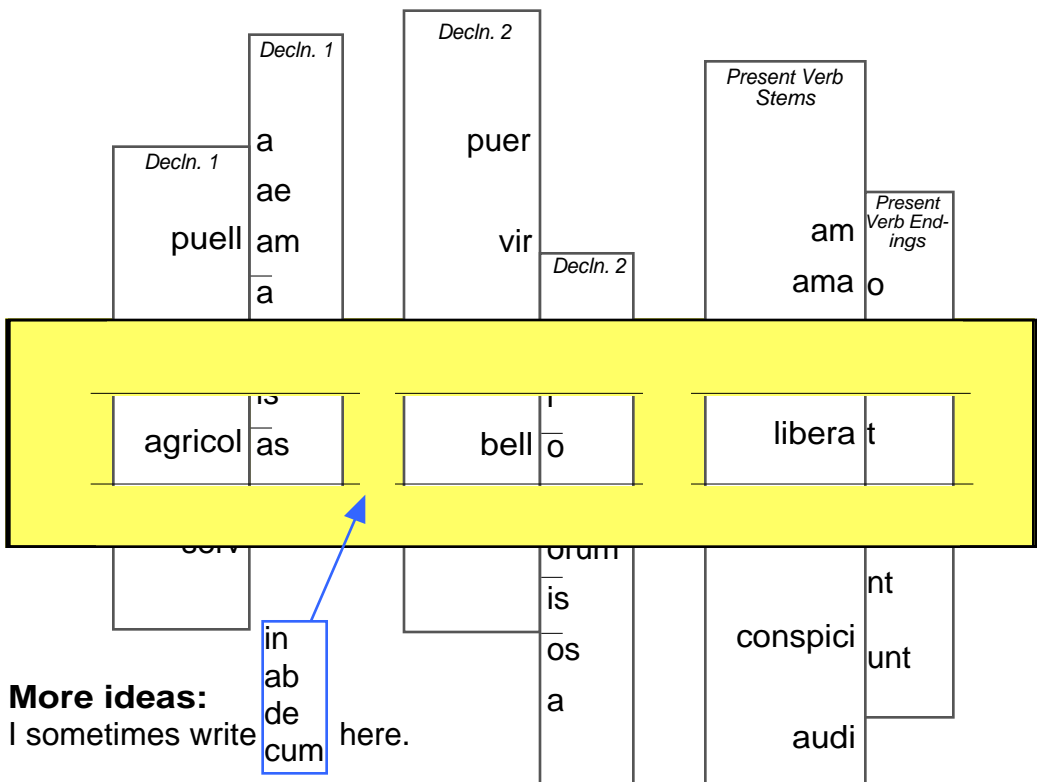 Decln. 1
puell
agricol
Decln. 1
a
ae
am
ā
is
ās
Decln. 2
puer
vir
bell
Decln. 2
ō
orum
īs
ōs
a
Present Verb
Stems
am
ama
libera
conspici
audi
Present
Verb End-
ings
o
t
nt
unt
in
ab
de
cum
More ideas:
I sometimes write here.